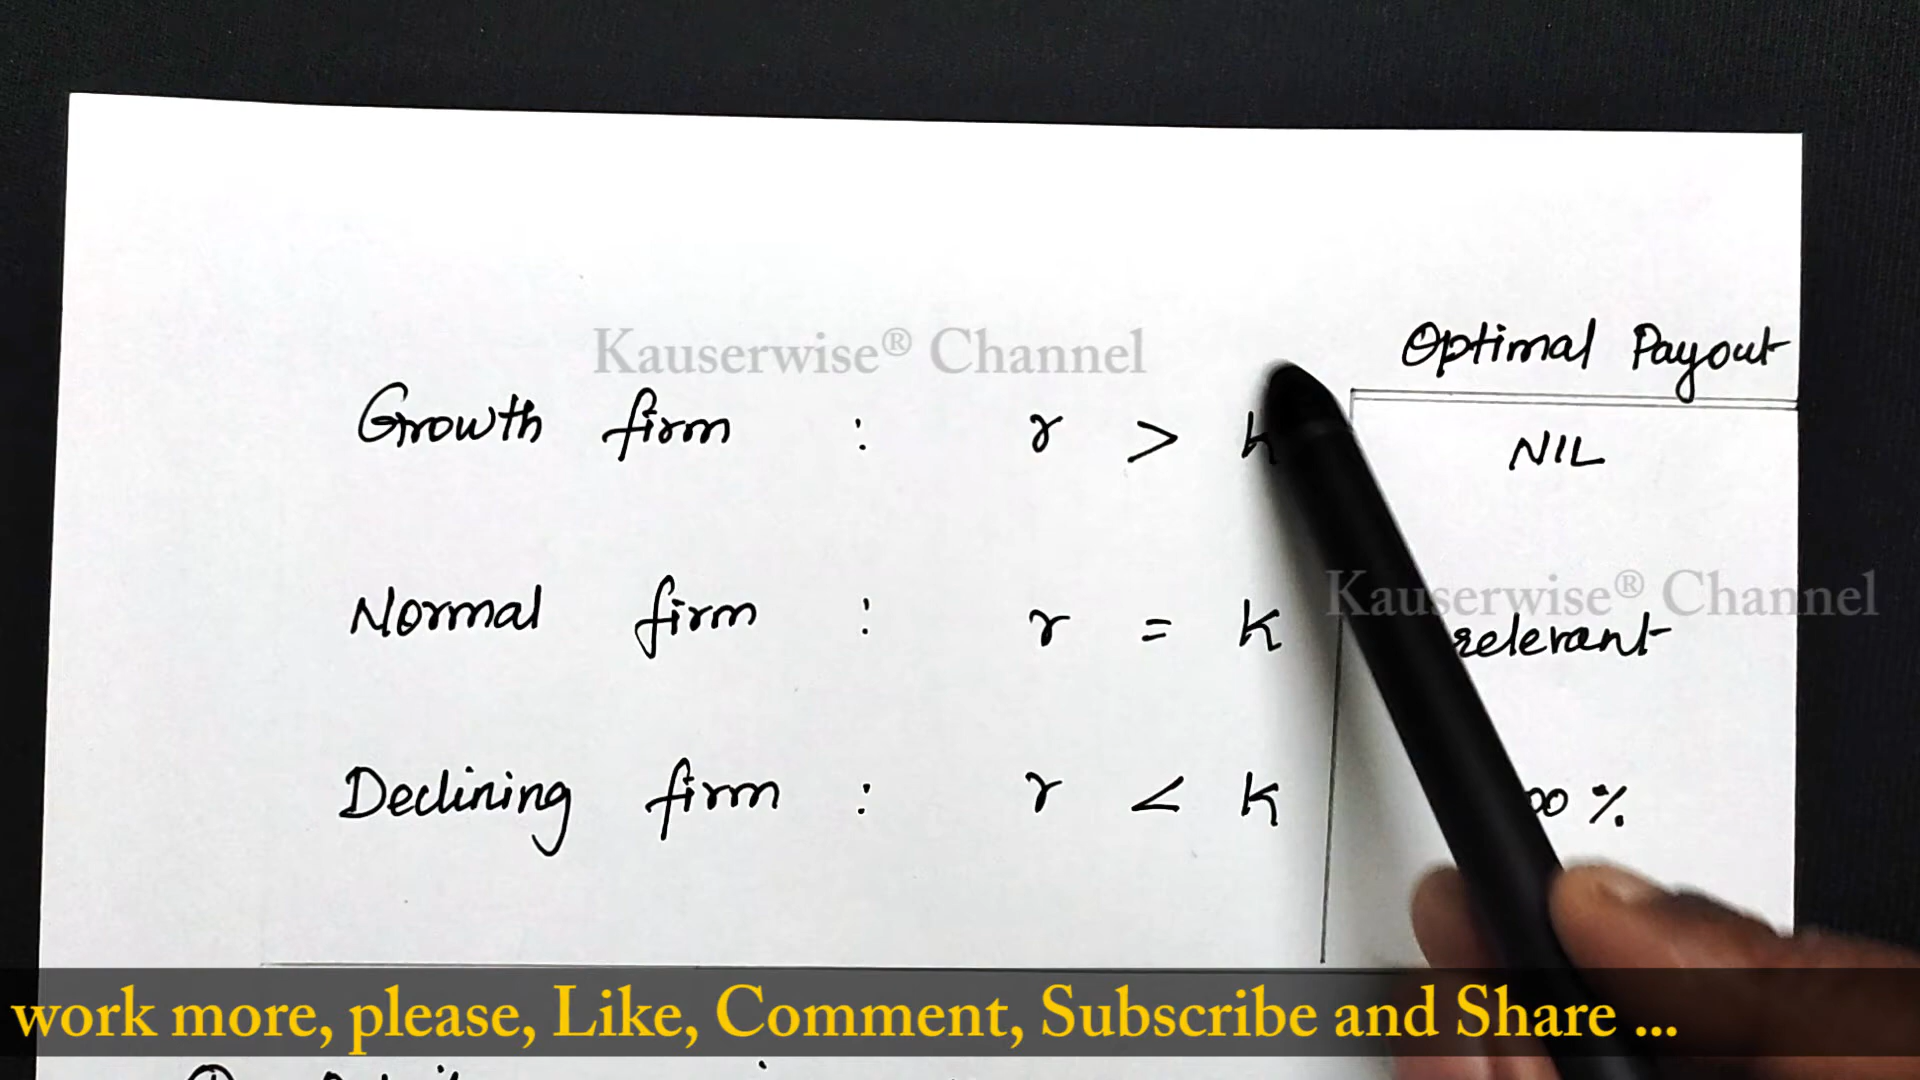 Kauserwise® Channel
Optimal Payout
Growth firm : r > k NIL
Kauserwise® Channel
Normal firm : r = k relevant
Declining firm : r < k 00 %
work more, please, Like, Comment, Subscribe and Share ...